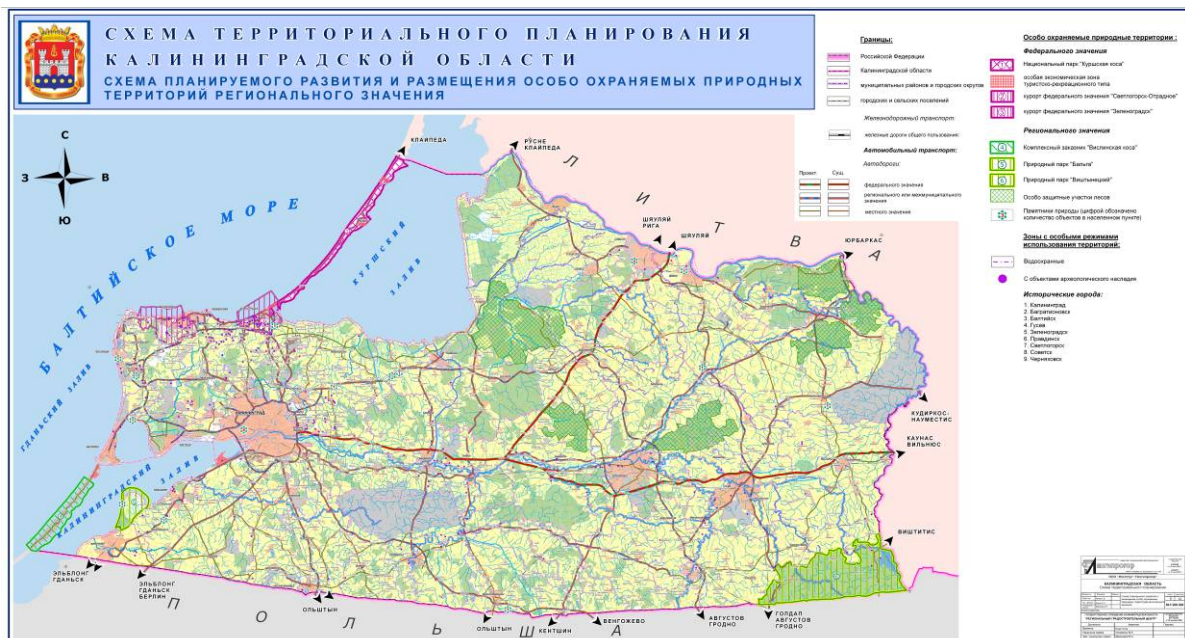 СХЕМА ТЕРРИТОРИАЛЬНОГО ПЛАНИРОВАНИЯ
КАЛИНИНГРАДСКОЙ ОБЛАСТИ
СХЕМА ПЛАНИРУЕМОГО РАЗВИТИЯ И РАЗМЕЩЕНИЯ ОСОБО ОХРАНЯЕМЫХ ПРИРОДНЫХ
ТЕРРИТОРИЙ РЕГИОНАЛЬНОГО ЗНАЧЕНИЯ
Границы:
Российской Федерации
Калининградской области
муниципальных районов и городских округов
городских и сельских поселений
Железнодорожный транспорт:
железные дороги общего пользования
Автомобильный транспорт:
Автодороги:
Проект. Сущ.
федерального значения
регионального или межмуниципального
значения
местного значения
Особо охраняемые природные территории :
Федерального значения
Национальный парк "Куршская коса"
особая экономическая зона
туристско-рекреационного типа
курорт федерального значения "Светлогорск-Отрадное"
курорт федерального значения "Зеленоградск"
Регионального значения
Комплексный заказник "Вислинская коса"
Природный парк "Бальга"
Природный парк "Виштынецкий"
Особо защитные участки лесов
Памятники природы (цифрой обозначено
количество объектов в населенном пункте)
Зоны с особыми режимами
использования территорий:
Водоохранные
С объектами археологического наследия
Исторические города:
1. Калининград
2. Багратионовск
3. Балтийск
4. Гусев
5. Зеленоградск
6. Правдинск
7. Светлогорск
8. Советск
9. Черняховск
С
З
В
Ю
БАЛТИЙСКОЕ МОРЕ
КУРШСКИЙ
ЗАЛИВ
ГДАНЬСКИЙ ЗАЛИВ
КАЛИНИНГРАДСКИЙ
ЗАЛИВ
ЛИТВА
ПОЛЬША
КЛАЙПЕДА
РУСНЕ
КЛАЙПЕДА
ШЯУЛЯЙ
РИГА
ШЯУЛЯЙ
ЮРБАРКАС
КУДИРКОС-
НАУМЕСТИС
КАУНАС
ВИЛЬНЮС
ВИШТИТИС
ЭЛЬБЛОНГ
ГДАНЬСК
ЭЛЬБЛОНГ
ГДАНЬСК
БЕРЛИН
ОЛЬШТЫН
ОЛЬШТЫН
КЕНТШИН
ВЕНГОЖЕВО
АВГУСТОВ
ГРОДНО
ГОЛДАП
АВГУСТОВ
ГРОДНО
КАЛИНИНГРАДСКАЯ ОБЛАСТЬ